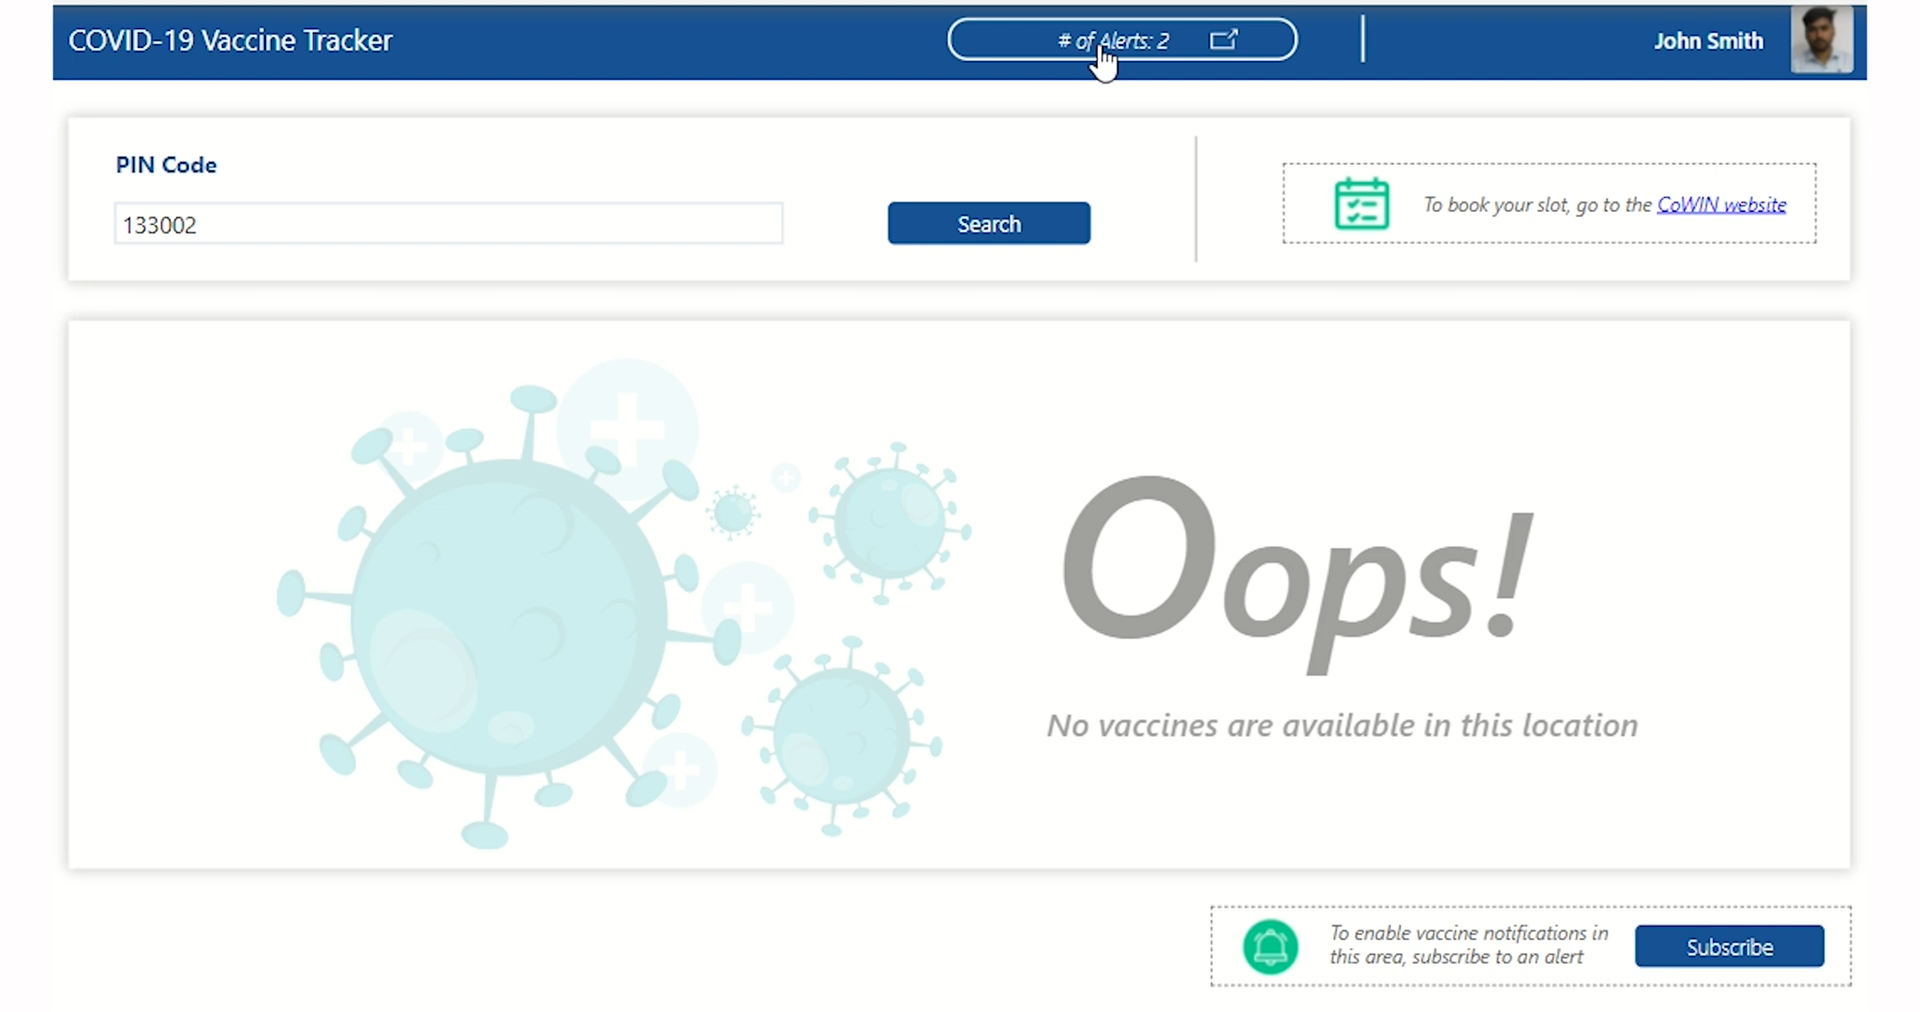 COVID-19 Vaccine Tracker
# of Alerts: 2
John Smith
PIN Code
133002
Search
To book your slot, go to the CoWIN website
Oops!
No vaccines are available in this location
To enable vaccine notifications in
this area, subscribe to an alert
Subscribe